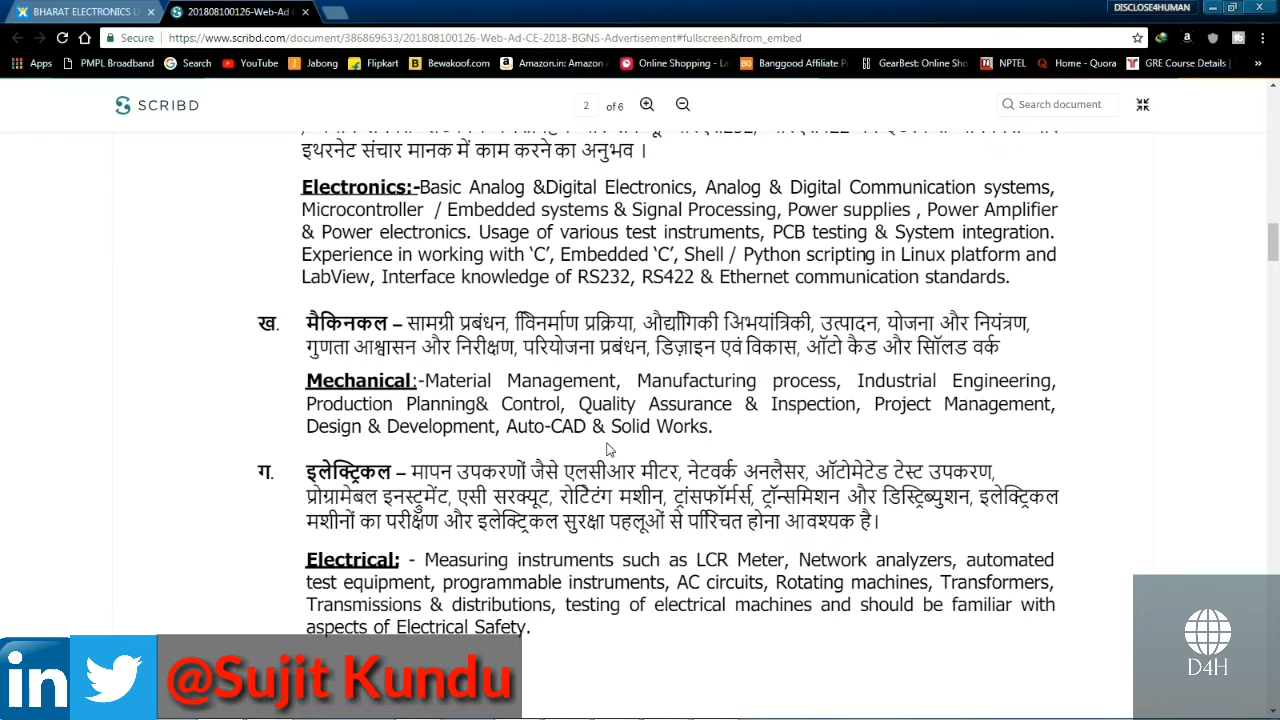 BHARAT ELECTRONICS L
201808100126-Web-Ad
DISCLOSE4HUMAN
Secure
https://www.scribd.com/document/386869633/201808100126-Web-Ad-CE-2018-BGNS-Advertisement#fullscreen&from_embed
Apps PMPL Broadband Search YouTube Jabong Flipkart Bewakoof.com Amazon.in: Amazon Online Shopping - La Banggood Affiliate P GearBest: Online Sho NPTEL Home - Quora GRE Course Details |
SCRIBD 2 of 6 Search document
इथरनेट संचार मानक में काम करने का अनुभव ।
Electronics:-Basic Analog &Digital Electronics, Analog & Digital Communication systems,
Microcontroller / Embedded systems & Signal Processing, Power supplies , Power Amplifier
& Power electronics. Usage of various test instruments, PCB testing & System integration.
Experience in working with ‘C’, Embedded ‘C’, Shell / Python scripting in Linux platform and
LabView, Interface knowledge of RS232, RS422 & Ethernet communication standards.
ख. मैकिनकल – सामग्री प्रबंधन, विनिर्माण प्रक्रिया, औद्योगिकी अभियांत्रिकी, उत्पादन, योजना और नियंत्रण,
गुणता आश्वासन और निरीक्षण, परियोजना प्रबंधन, डिज़ाइन एवं विकास, ऑटो कैड और सॉलिड वर्क
Mechanical:-Material Management, Manufacturing process, Industrial Engineering,
Production Planning& Control, Quality Assurance & Inspection, Project Management,
Design & Development, Auto-CAD & Solid Works.
ग. इलेक्ट्रिकल – मापन उपकरणों जैसे एलसीआर मीटर, नेटवर्क अनलैसर, ऑटोमेटेड टेस्ट उपकरण,
प्रोग्रामेबल इनस्ट्रुमेंट, एसी सरक्यूट, रोटेटिंग मशीन, ट्रांसफॉर्मर्स, ट्रॉन्समिशन और डिस्ट्रिब्युशन, इलेक्ट्रिकल
मशीनों का परीक्षण और इलेक्ट्रिकल सुरक्षा पहलूओं से परिचित होना आवश्यक है।
Electrical: - Measuring instruments such as LCR Meter, Network analyzers, automated
test equipment, programmable instruments, AC circuits, Rotating machines, Transformers,
Transmissions & distributions, testing of electrical machines and should be familiar with
aspects of Electrical Safety.
in @Sujit Kundu
D4H